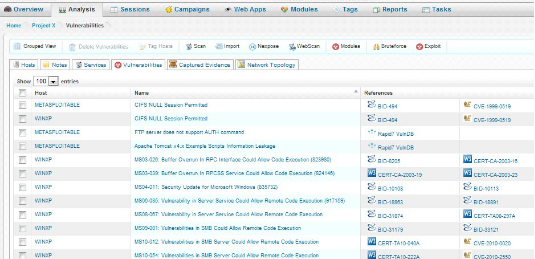 Overview Analysis Sessions Campaigns Web Apps Modules Tags Reports Tasks
Home Project X Vulnerabilities
Grouped View Delete Vulnerabilities Tag Hosts Scan Import Nexpose WebScan Modules Bruteforce Exploit
Hosts Notes Services Vulnerabilities Captured Evidence Network Topology
Show 100 entries
Host Name References
METASPLOITABLE CIFS NULL Session Permitted BID-494 CVE-1999-0519
WINXP CIFS NULL Session Permitted BID-494 CVE-1999-0519
METASPLOITABLE FTP server does not support AUTH command Rapid7 VulnDB
METASPLOITABLE Apache Tomcat v4.x Example Scripts Information Leakage Rapid7 VulnDB
WINXP MS03-026: Buffer Overrun In RPC Interface Could Allow Code Execution (823980) BID-8205 CERT-CA-2003-16
WINXP MS03-039: Buffer Overrun in RPCSS Service Could Allow Code Execution (824146) CERT-CA-2003-19 CERT-CA-2003-23
WINXP MS04-011: Security Update for Microsoft Windows (835732) BID-10108 BID-10113
WINXP Vulnerability in Server Service Could Allow Remote Code Execution (917159) BID-18863 BID-18891
WINXP MS08-067: Vulnerability in Server Service Could Allow Remote Code Execution BID-31874 CERT-TA08-297A
WINXP MS09-001: Vulnerabilities in SMB Could Allow Remote Code Execution BID-31179 BID-33121
WINXP MS10-012: Vulnerabilities in SMB Server Could Allow Remote Code Execution CERT-TA10-040A CVE-2010-0020
WINXP MS10-054: Vulnerabilities in SMB Server Could Allow Remote Code Execution CERT-TA10-222A CVE-2010-2550